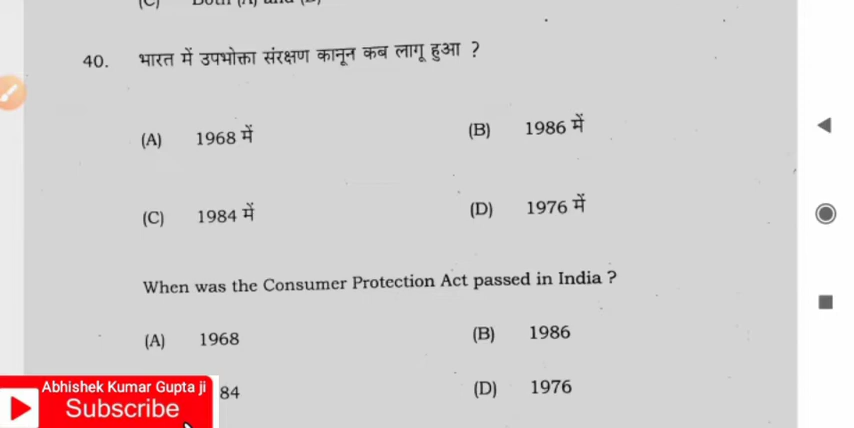 40. भारत में उपभोक्ता संरक्षण कानून कब लागू हुआ ?
(A) 1968 में (B) 1986 में
(C) 1984 में (D) 1976 में
When was the Consumer Protection Act passed in India ?
(A) 1968 (B) 1986
84 (D) 1976
Abhishek Kumar Gupta ji
Subscribe